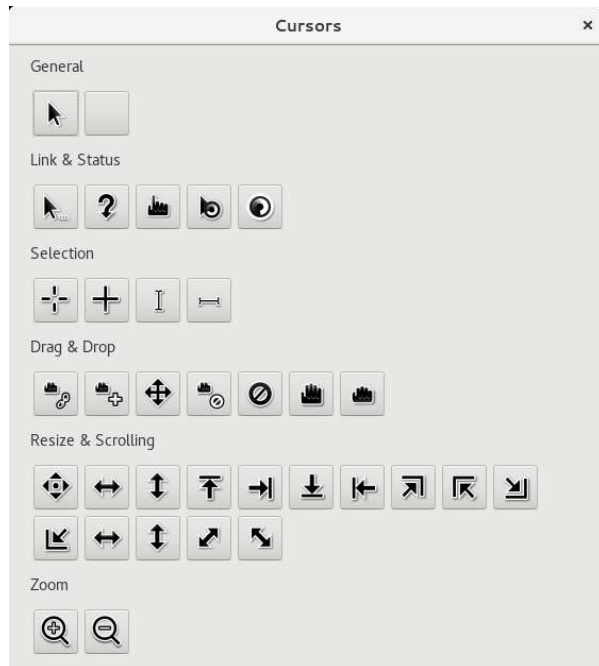 Cursors
General
Link & Status
Selection
Drag & Drop
Resize & Scrolling
Zoom